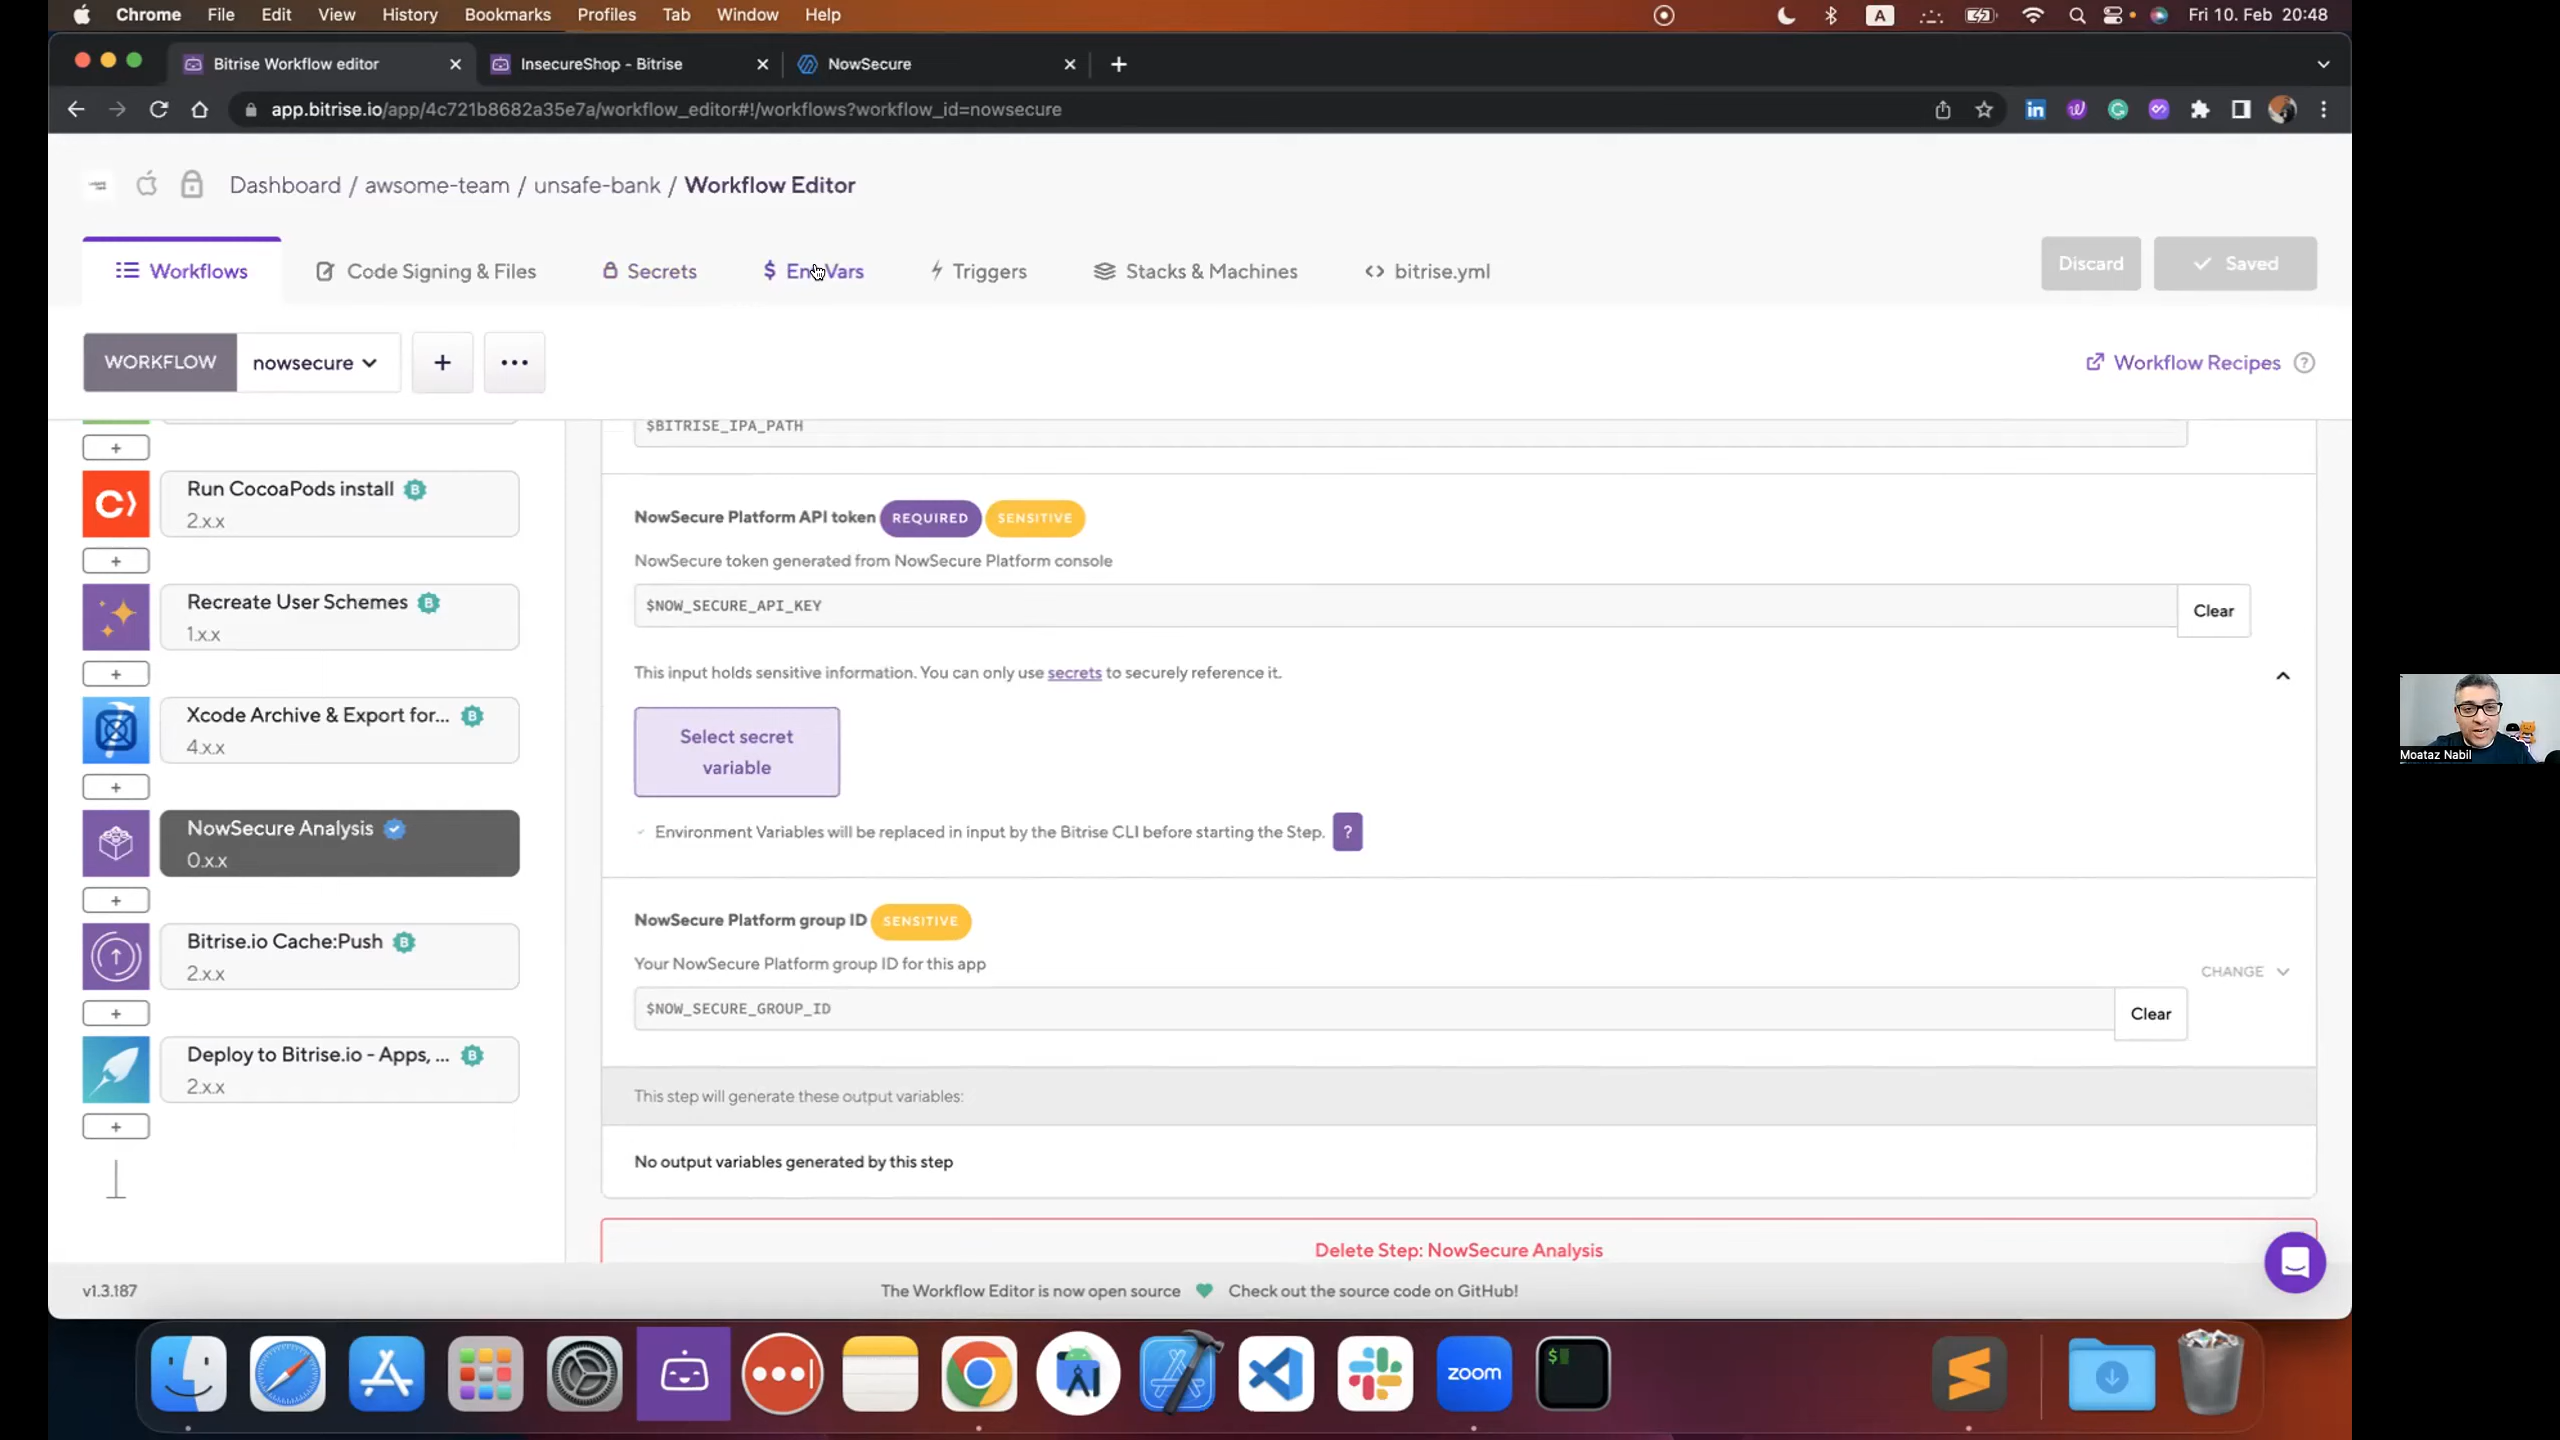 Chrome File Edit View History Bookmarks Profiles Tab Window Help
A
Fri 10. Feb 20:48
Bitrise Workflow editor
InsecureShop - Bitrise
NowSecure
app.bitrise.io/app/4c721b8682a35e7a/workflow_editor#!/workflows?workflow_id=nowsecure
Dashboard / awsome-team / unsafe-bank / Workflow Editor
Workflows
Code Signing & Files
Secrets
$ Env Vars
Triggers
Stacks & Machines
<> bitrise.yml
Discard
Saved
WORKFLOW
nowsecure
+
...
Workflow Recipes ?
$BITRISE_IPA_PATH
+
Run CocoaPods install B
2.x.x
+
Recreate User Schemes B
1.x.x
+
Xcode Archive & Export for... B
4.x.x
+
NowSecure Analysis
0.x.x
+
Bitrise.io Cache:Push B
2.x.x
+
Deploy to Bitrise.io - Apps, ... B
2.x.x
+
NowSecure Platform API token REQUIRED SENSITIVE
NowSecure token generated from NowSecure Platform console
$NOW_SECURE_API_KEY
Clear
This input holds sensitive information. You can only use secrets to securely reference it.
Select secret
variable
Environment Variables will be replaced in input by the Bitrise CLI before starting the Step. ?
NowSecure Platform group ID SENSITIVE
Your NowSecure Platform group ID for this app
CHANGE
$NOW_SECURE_GROUP_ID
Clear
This step will generate these output variables:
No output variables generated by this step
Delete Step: NowSecure Analysis
v1.3.187
The Workflow Editor is now open source
Check out the source code on GitHub!
zoom
$
Moataz Nabil